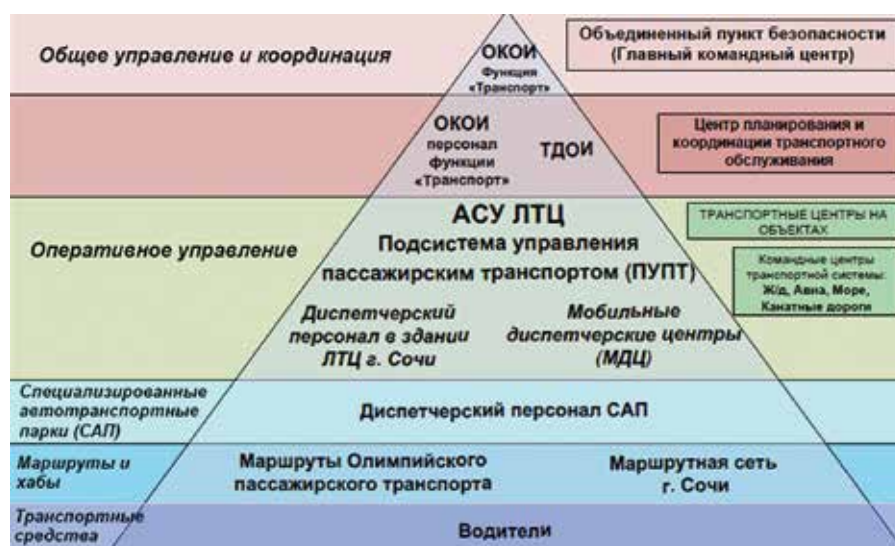 Общее управление и координация
ОКОИ
Функция
«Транспорт»
Объединенный пункт безопасности
(Главный командный центр)
ОКОИ
персонал
функции
«Транспорт»
ТДОИ
Центр планирования и
координации транспортного
обслуживания
Оперативное управление
АСУ ЛТЦ
Подсистема управления
пассажирским транспортом (ПУПТ)
Диспетчерский
персонал в здании
ЛТЦ г. Сочи
Мобильные
диспетчерские центры
(МДЦ)
ТРАНСПОРТНЫЕ ЦЕНТРЫ НА
ОБЪЕКТАХ
Командные центры
транспортной системы:
Ж/д, Авиа, Море,
Канатные дороги
Специализированные
автотранспортные
парки (САП)
Диспетчерский персонал САП
Маршруты и
хабы
Маршруты Олимпийского
пассажирского транспорта
Маршрутная сеть
г. Сочи
Транспортные
средства
Водители